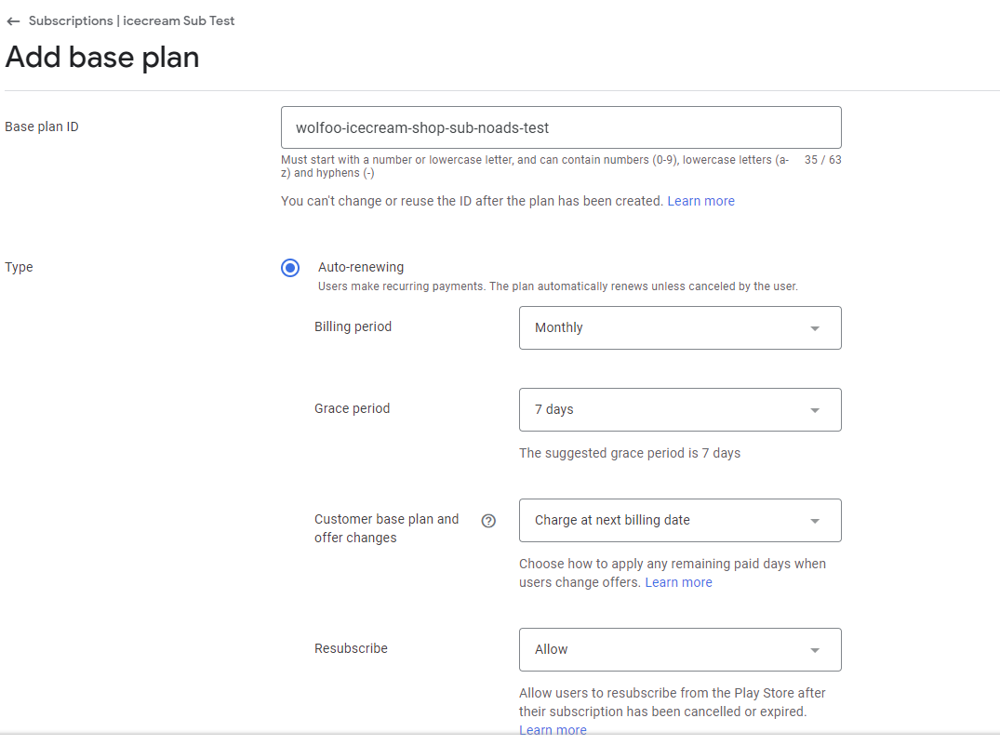 Subscriptions | icecream Sub Test
Add base plan
Base plan ID
wolfoo-icecream-shop-sub-noads-test
Must start with a number or lowercase letter, and can contain numbers (0-9), lowercase letters (a-
z) and hyphens (-)
35 / 63
You can't change or reuse the ID after the plan has been created. Learn more
Type
Auto-renewing
Users make recurring payments. The plan automatically renews unless canceled by the user.
Billing period
Monthly
Grace period
7 days
The suggested grace period is 7 days
Customer base plan and
offer changes
Charge at next billing date
Choose how to apply any remaining paid days when
users change offers. Learn more
Resubscribe
Allow
Allow users to resubscribe from the Play Store after
their subscription has been cancelled or expired.
Learn more